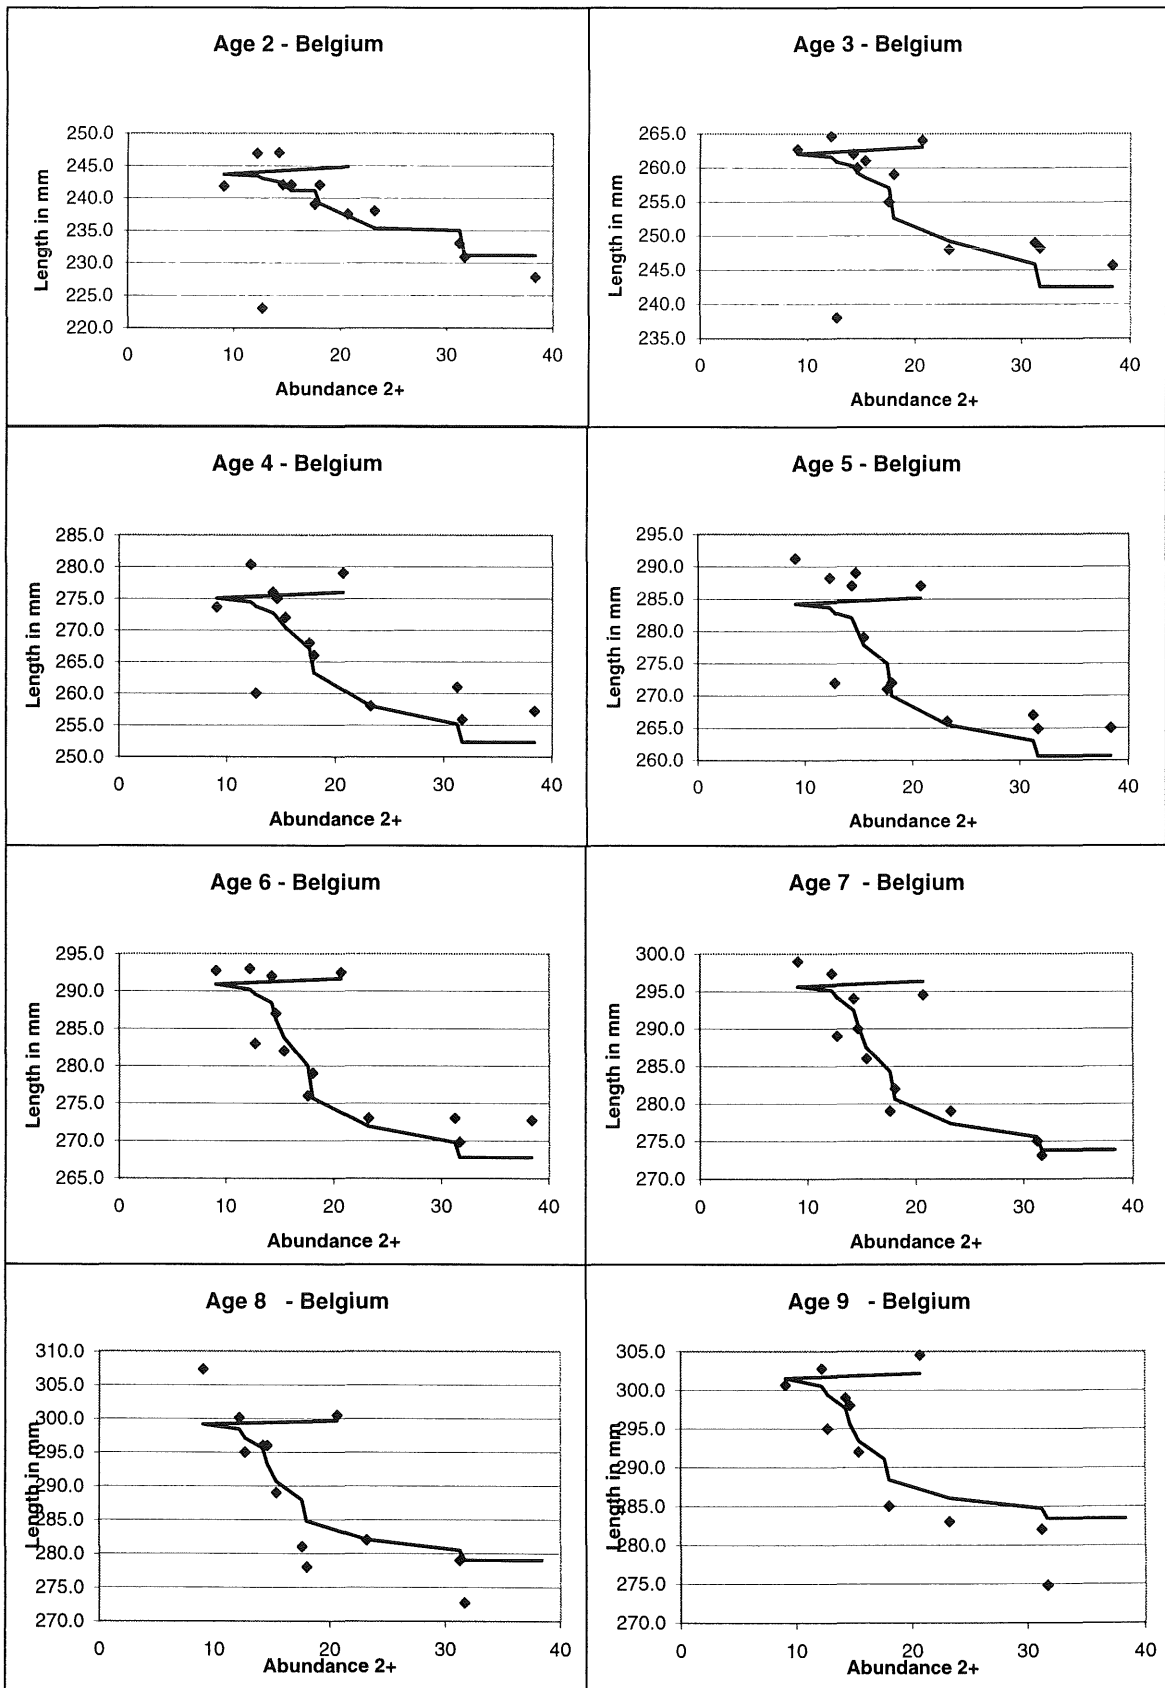 Age 2 - Belgium
Length in mm
250.0
245.0
240.0
235.0
230.0
225.0
220.0
0 10 20 30 40
Abundance 2+
Age 3 - Belgium
Length in mm
265.0
260.0
255.0
250.0
245.0
240.0
235.0
0 10 20 30 40
Abundance 2+
Age 4 - Belgium
Length in mm
285.0
280.0
275.0
270.0
265.0
260.0
255.0
250.0
0 10 20 30 40
Abundance 2+
Age 5 - Belgium
Length in mm
295.0
290.0
285.0
280.0
275.0
270.0
265.0
260.0
0 10 20 30 40
Abundance 2+
Age 6 - Belgium
Length in mm
295.0
290.0
285.0
280.0
275.0
270.0
265.0
0 10 20 30 40
Abundance 2+
Age 7 - Belgium
Length in mm
300.0
295.0
290.0
285.0
280.0
275.0
270.0
0 10 20 30 40
Abundance 2+
Age 8 - Belgium
Length in mm
310.0
305.0
300.0
295.0
290.0
285.0
280.0
275.0
270.0
0 10 20 30 40
Abundance 2+
Age 9 - Belgium
Length in mm
305.0
300.0
295.0
290.0
285.0
280.0
275.0
270.0
0 10 20 30 40
Abundance 2+